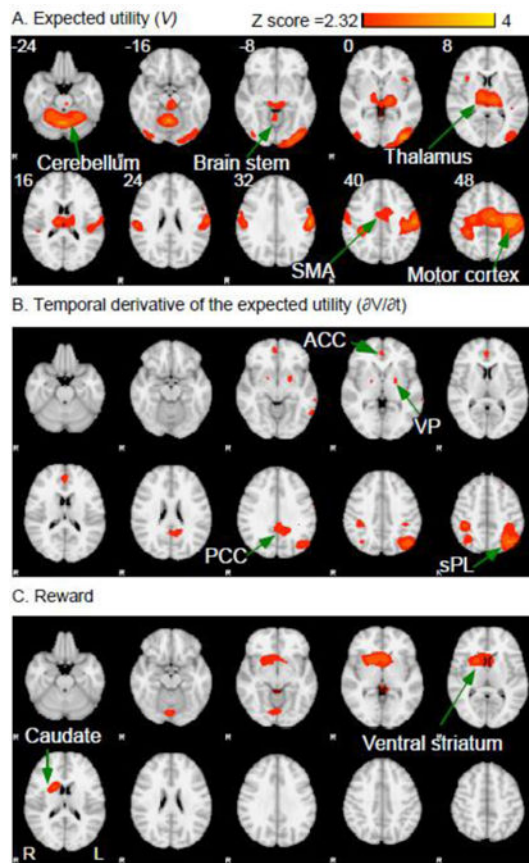 A. Expected utility (V)
Z score =2.32 4
-24 -16 -8 0 8
Cerebellum Brain stem Thalamus
16 24 32 40 48
SMA Motor cortex
B. Temporal derivative of the expected utility (∂V/∂t)
ACC
VP
PCC sPL
C. Reward
Caudate Ventral striatum
R L